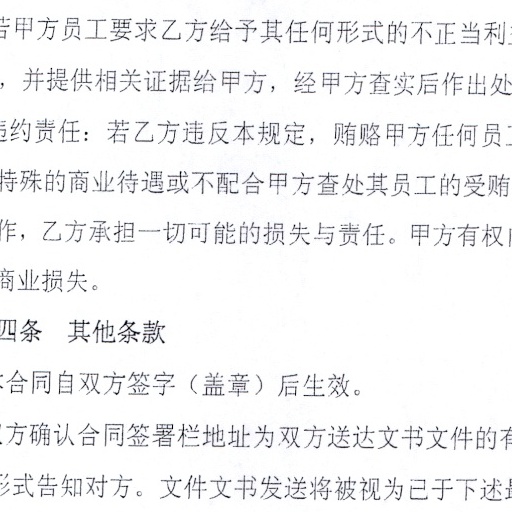 若甲方员工要求乙方给予其任何形式的不正当利
，并提供相关证据给甲方，经甲方查实后作出处
违约责任：若乙方违反本规定，贿赂甲方任何员工
特殊的商业待遇或不配合甲方查处其员工的受贿
作，乙方承担一切可能的损失与责任。甲方有权
商业损失。
四条 其他条款
本合同自双方签字（盖章）后生效。
双方确认合同签署栏地址为双方送达文书文件的有
形式告知对方。文件文书发送将被视为已于下述